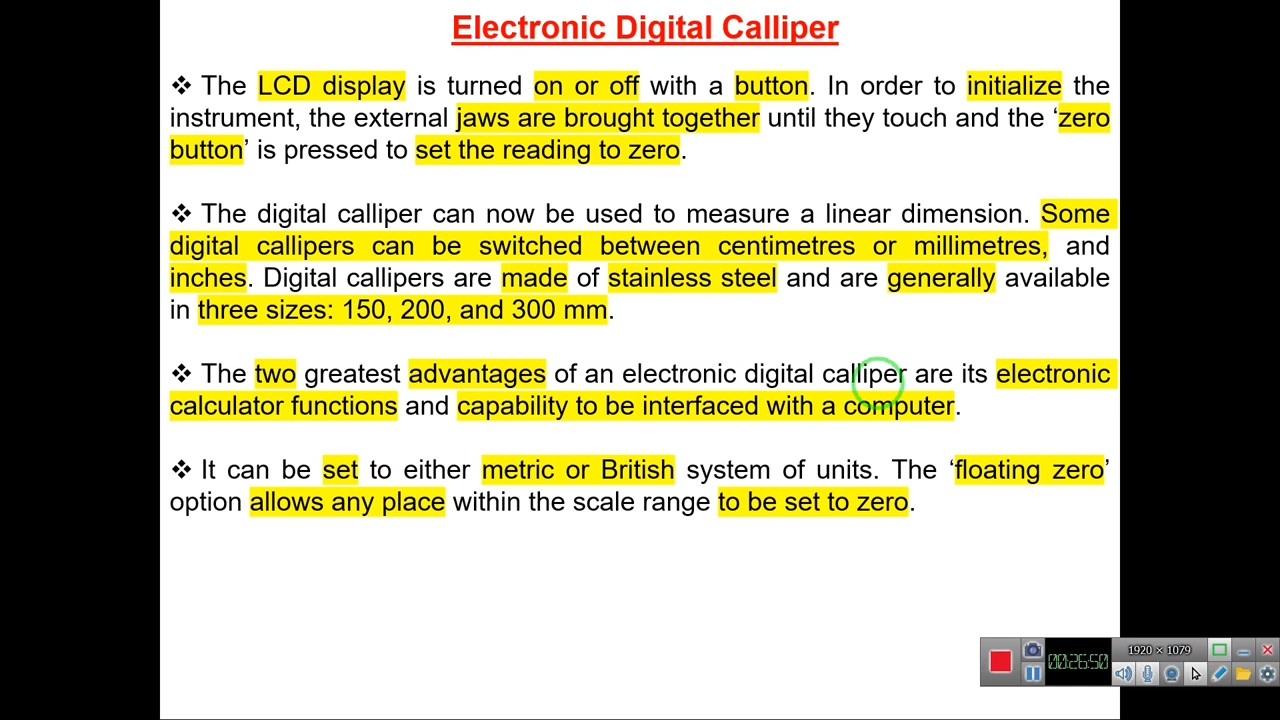 Electronic Digital Calliper
❖ The LCD display is turned on or off with a button. In order to initialize the
instrument, the external jaws are brought together until they touch and the ‘zero
button’ is pressed to set the reading to zero.
❖ The digital calliper can now be used to measure a linear dimension. Some
digital callipers can be switched between centimetres or millimetres, and
inches. Digital callipers are made of stainless steel and are generally available
in three sizes: 150, 200, and 300 mm.
❖ The two greatest advantages of an electronic digital calliper are its electronic
calculator functions and capability to be interfaced with a computer.
❖ It can be set to either metric or British system of units. The ‘floating zero’
option allows any place within the scale range to be set to zero.
1920 × 1079
00:26:50